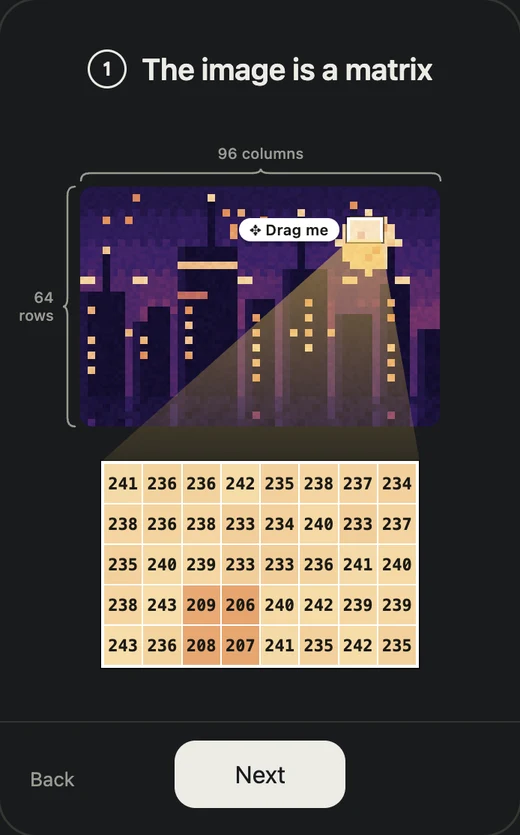 1 The image is a matrix
96 columns
Drag me
64
rows
241 236 236 242 235 238 237 234
238 236 238 233 234 240 233 237
235 240 239 233 233 236 241 240
238 243 209 206 240 242 239 239
243 236 208 207 241 235 242 235
Back
Next